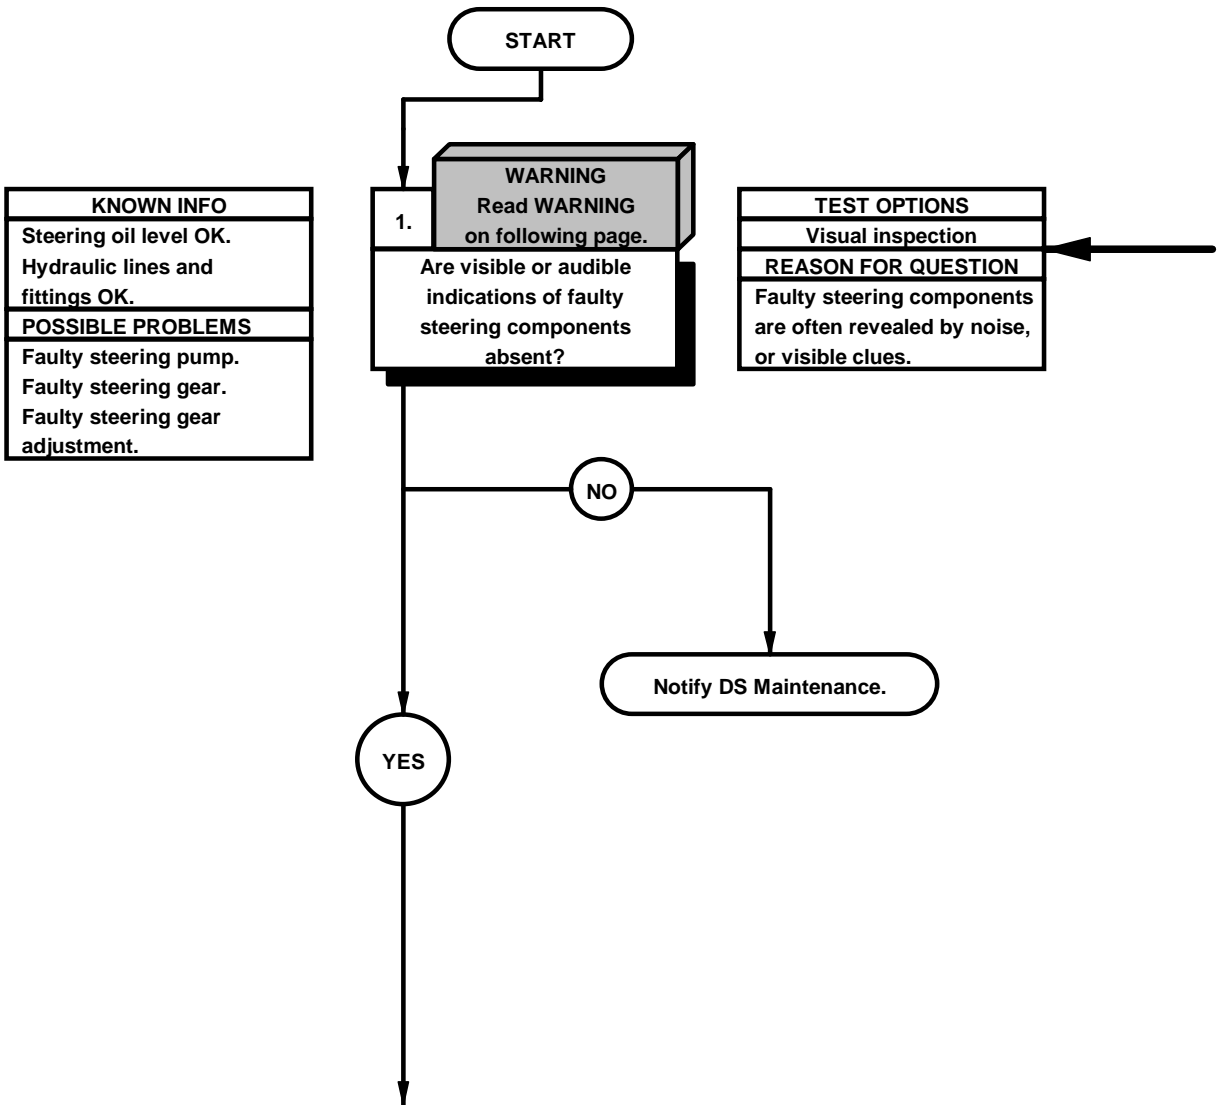 START
KNOWN INFO
Steering oil level OK.
Hydraulic lines and
fittings OK.
POSSIBLE PROBLEMS
Faulty steering pump.
Faulty steering gear.
Faulty steering gear
adjustment.
1.
WARNING
Read WARNING
on following page.
Are visible or audible
indications of faulty
steering components
absent?
TEST OPTIONS
Visual inspection
REASON FOR QUESTION
Faulty steering components
are often revealed by noise,
or visible clues.
NO
Notify DS Maintenance.
YES